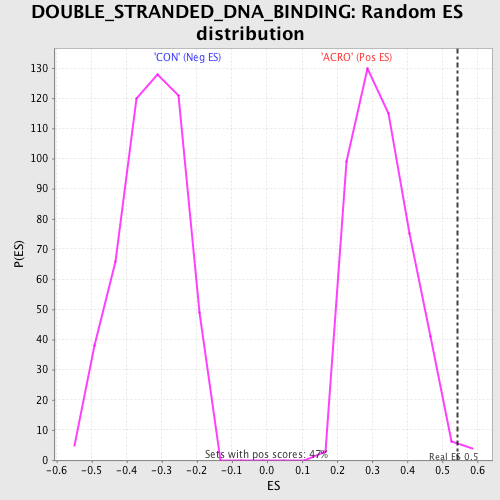 DOUBLE_STRANDED_DNA_BINDING: Random ES
distribution
'CON' (Neg ES)
'ACRO' (Pos ES)
P(ES)
130
120
110
100
90
80
70
60
50
40
30
20
10
0
Sets with pos scores: 47%
Real ES 0.5
-0.6 -0.5 -0.4 -0.3 -0.2 -0.1 0.0 0.1 0.2 0.3 0.4 0.5 0.6
ES